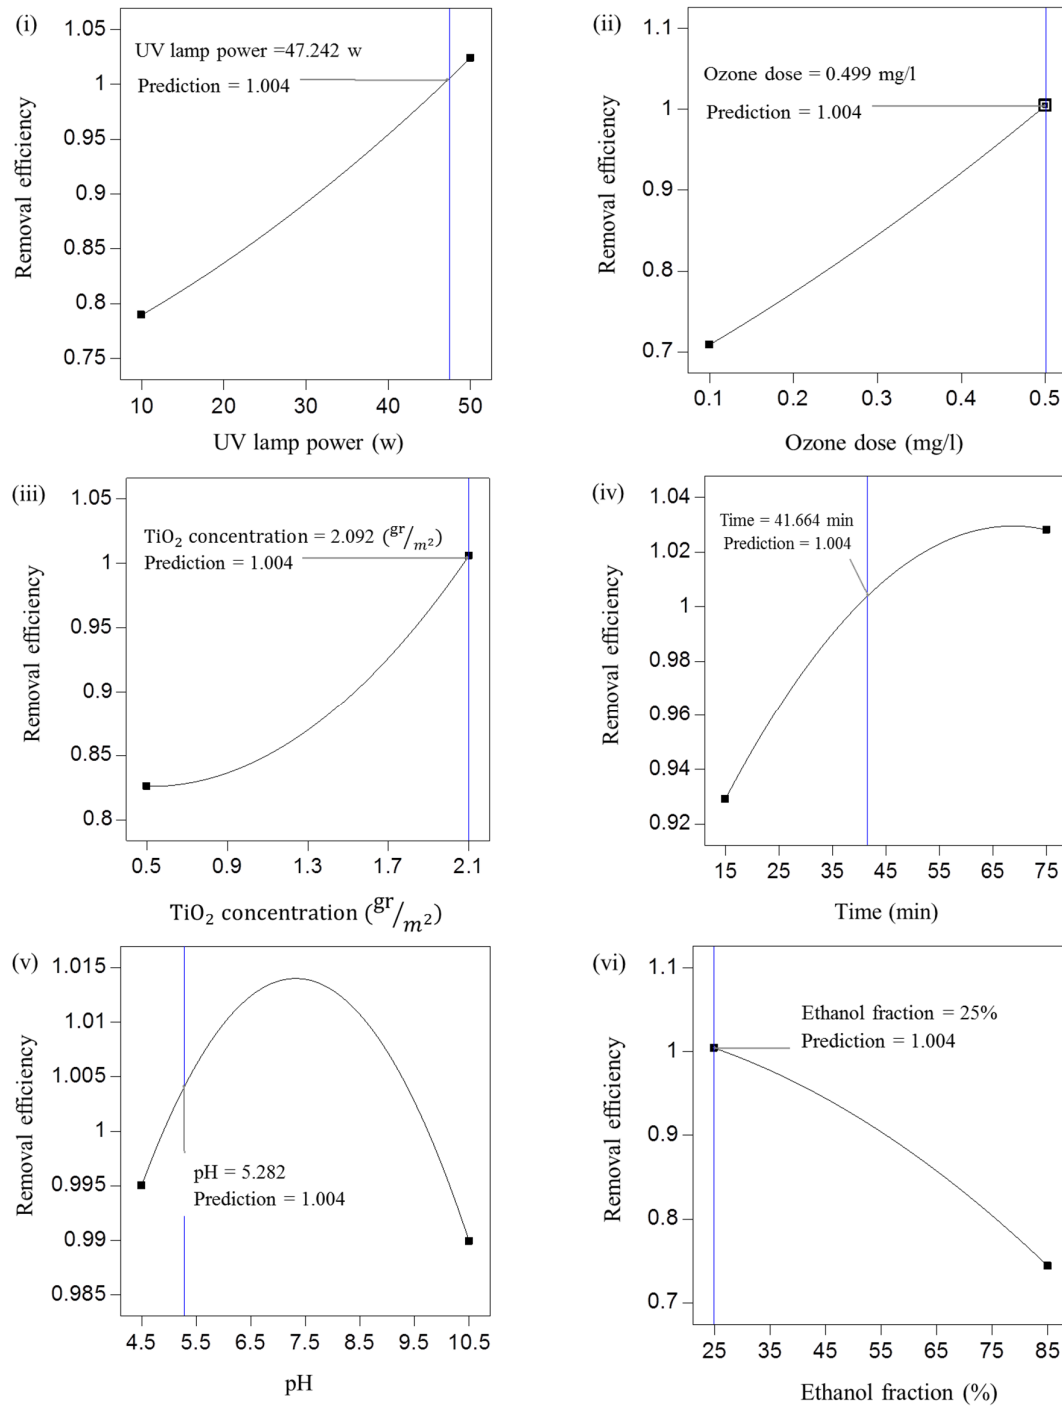 (i)
1.05
1
0.95
0.9
0.85
0.8
0.75
Removal efficiency
UV lamp power =47.242 w
Prediction = 1.004
10 20 30 40 50
UV lamp power (w)
(ii)
1.1
1
0.9
0.8
0.7
Removal efficiency
Ozone dose = 0.499 mg/l
Prediction = 1.004
0.1 0.2 0.3 0.4 0.5
Ozone dose (mg/l)
(iii)
1.05
1
0.95
0.9
0.85
0.8
Removal efficiency
TiO₂ concentration = 2.092 (gr/m²)
Prediction = 1.004
0.5 0.9 1.3 1.7 2.1
TiO₂ concentration (gr/m²)
(iv)
1.04
1.02
1
0.98
0.96
0.94
0.92
Removal efficiency
Time = 41.664 min
Prediction = 1.004
15 25 35 45 55 65 75
Time (min)
(v)
1.015
1.01
1.005
1
0.995
0.99
0.985
Removal efficiency
pH = 5.282
Prediction = 1.004
4.5 5.5 6.5 7.5 8.5 9.5 10.5
pH
(vi)
1.1
1
0.9
0.8
0.7
Removal efficiency
Ethanol fraction = 25%
Prediction = 1.004
25 35 45 55 65 75 85
Ethanol fraction (%)